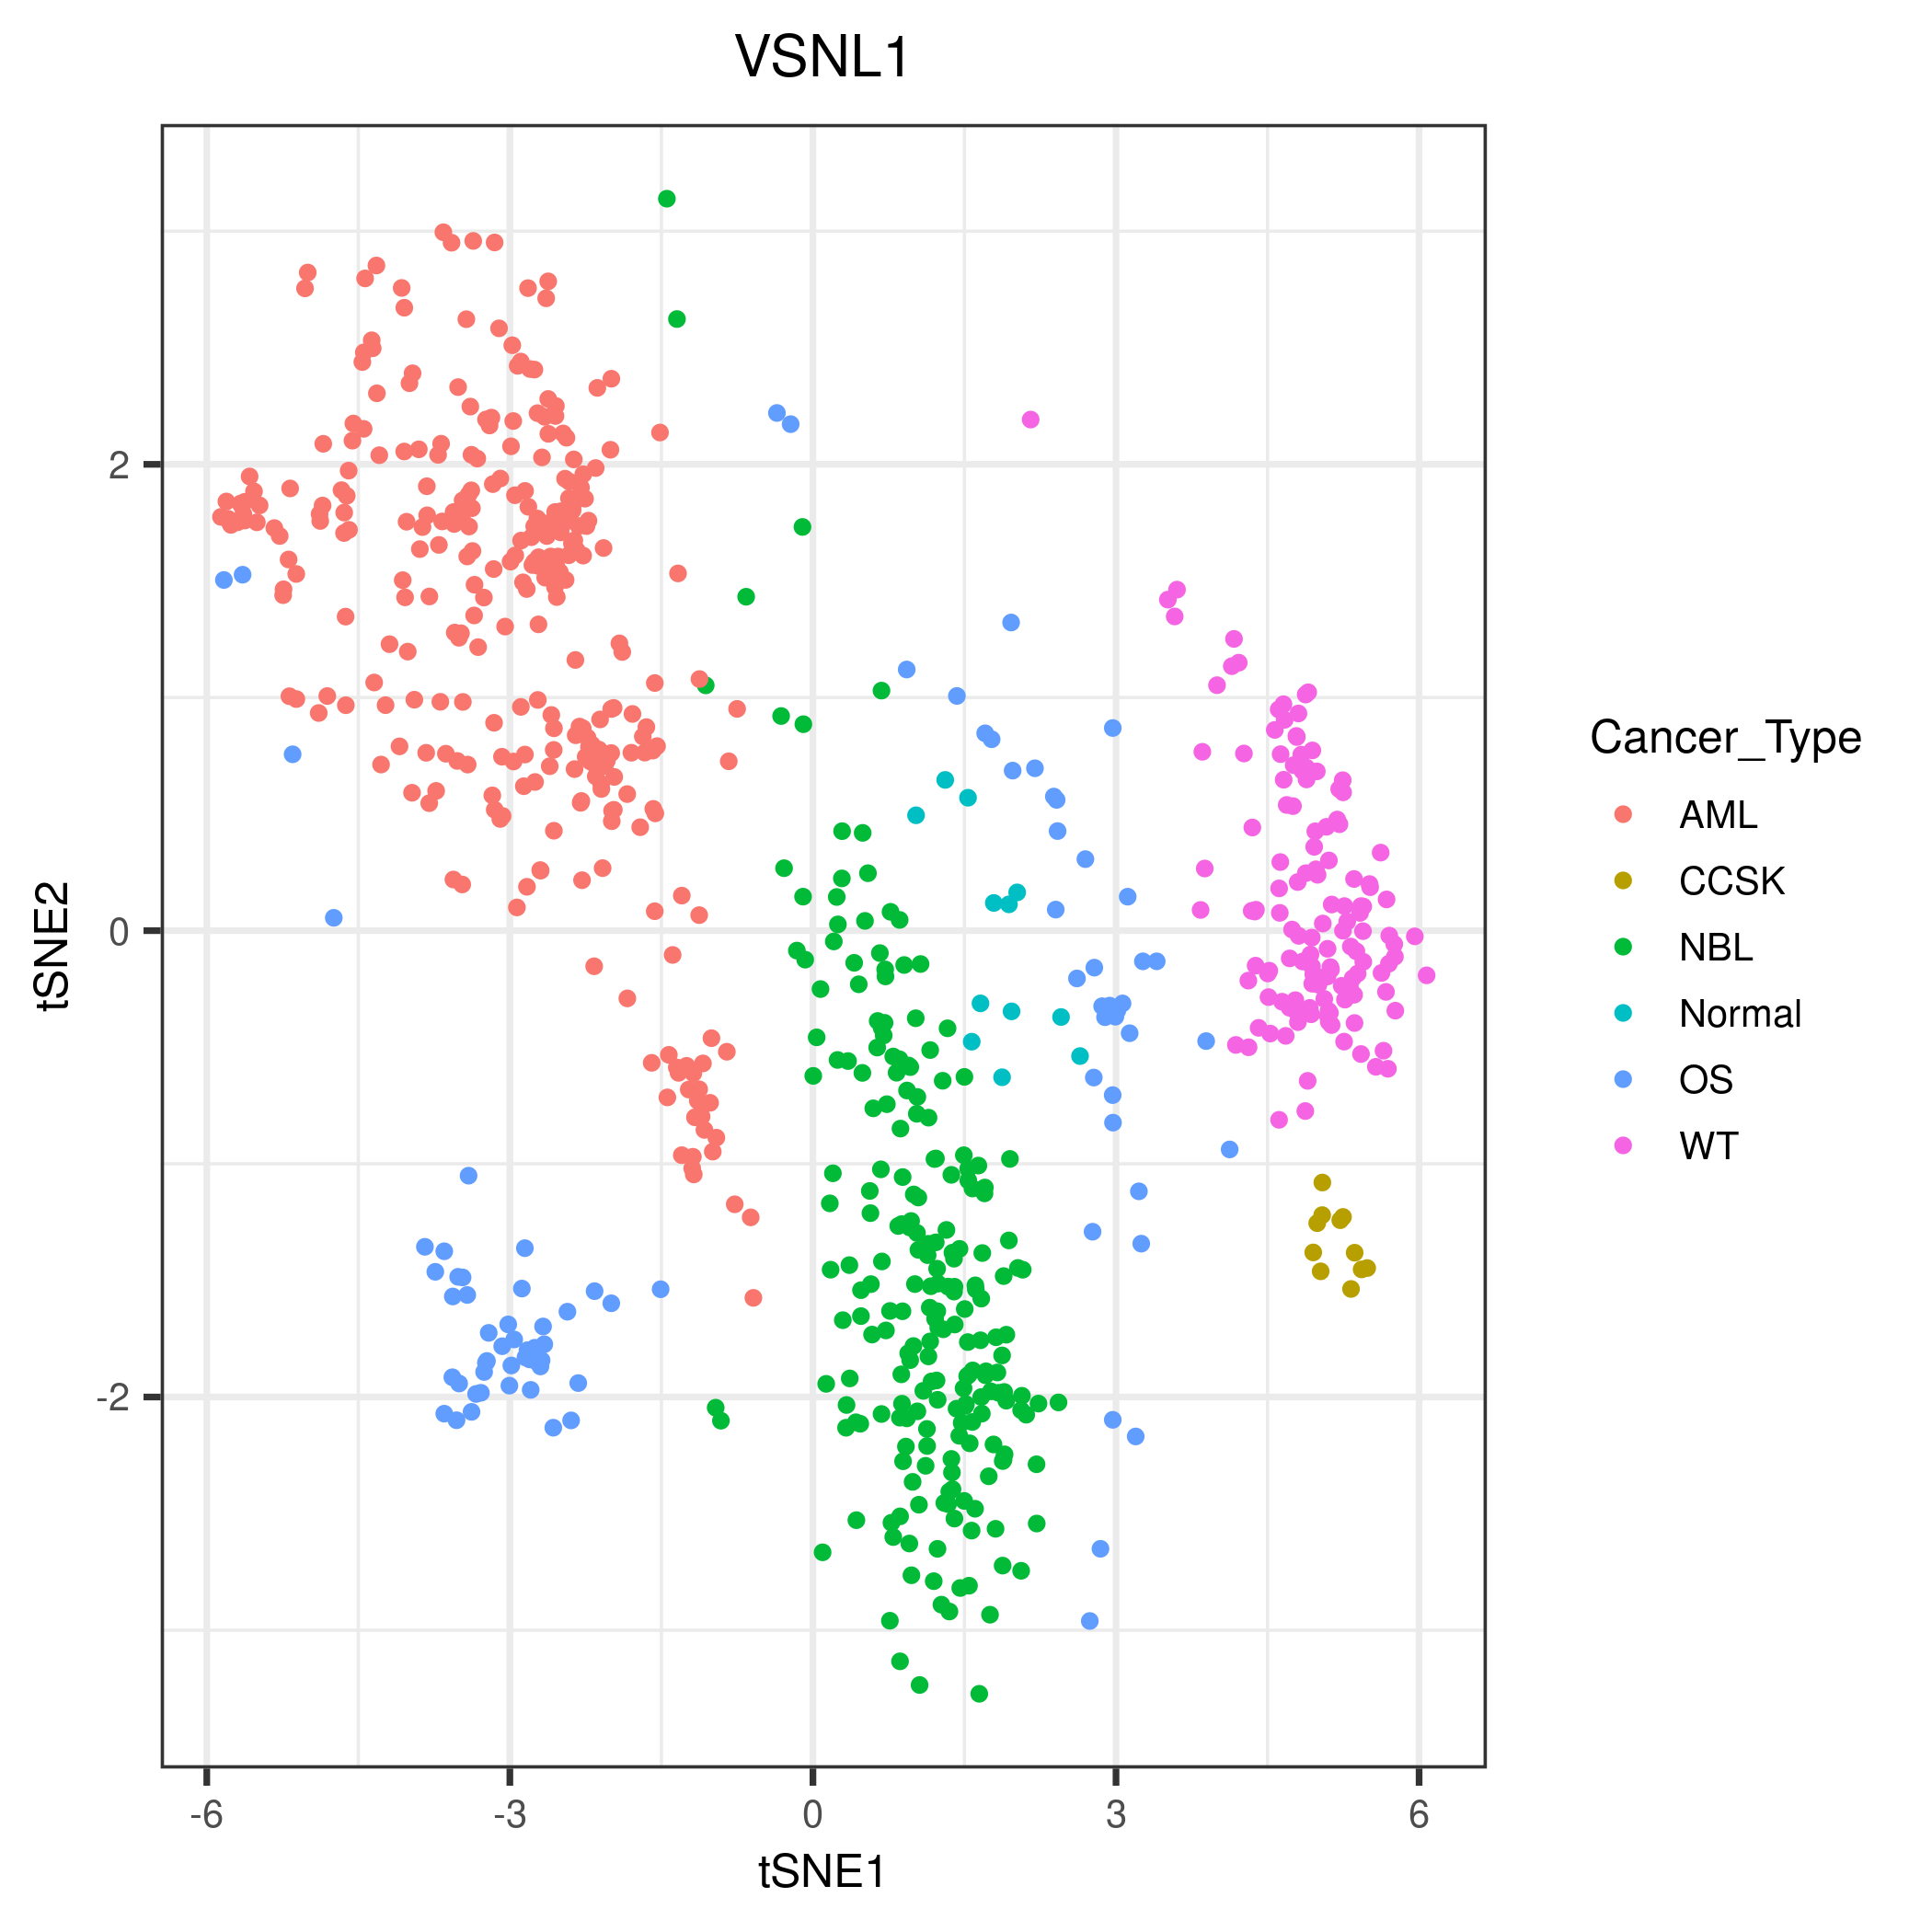 VSNL1
tSNE2
2
0
-2
-6
-3
0
3
6
tSNE1
Cancer_Type
AML
CCSK
NBL
Normal
OS
WT